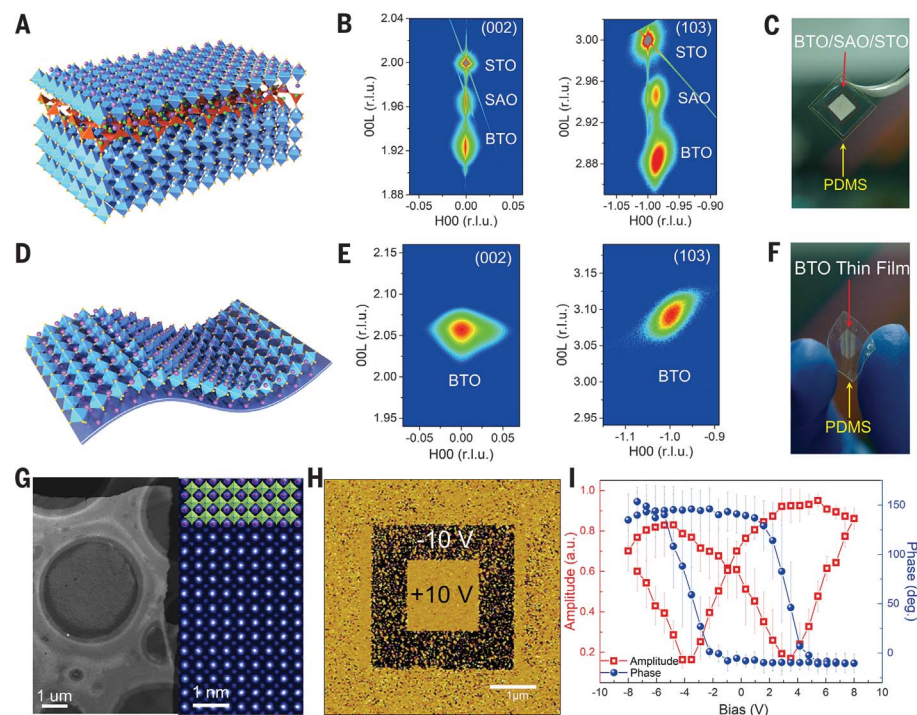 A
B
(002)
2.04
2.00
1.96
1.92
1.88
00L (r.l.u.)
STO
SAO
BTO
-0.05
0.00
0.05
H00 (r.l.u.)
(103)
3.00
2.96
2.92
2.88
00L (r.l.u.)
STO
SAO
BTO
-1.05
-1.00
-0.95
-0.90
H00 (r.l.u.)
C
BTO/SAO/STO
PDMS
D
E
(002)
2.15
2.10
2.05
2.00
1.95
00L (r.l.u.)
BTO
-0.05
0.00
0.05
H00 (r.l.u.)
(103)
3.15
3.10
3.05
3.00
2.95
00L (r.l.u.)
BTO
-1.1
-1.0
-0.9
H00 (r.l.u.)
F
BTO Thin Film
PDMS
G
1 um
1 nm
H
-10 V
+10 V
1μm
I
1.0
0.8
0.6
0.4
0.2
Amplitude (a.u.)
150
100
50
0
Phase (deg.)
Amplitude
Phase
-8
-6
-4
-2
0
2
4
6
8
10
Bias (V)